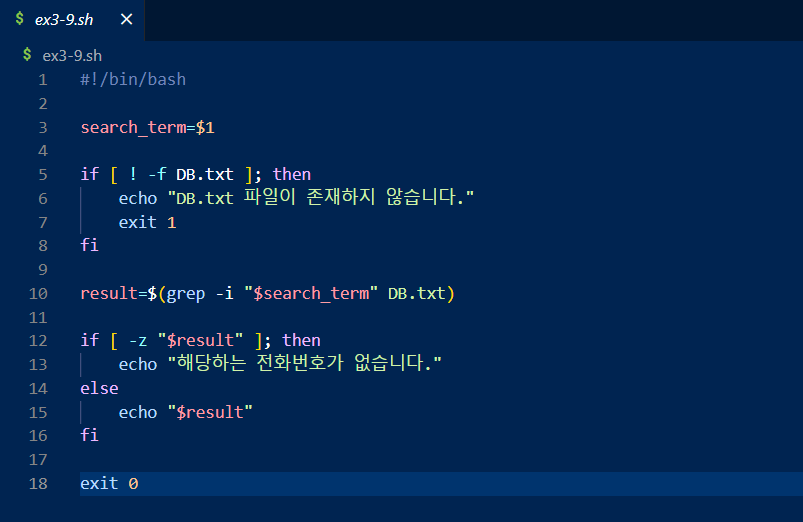 $ ex3-9.sh ×
$ ex3-9.sh
1 #!/bin/bash
2
3 search_term=$1
4
5 if [ ! -f DB.txt ]; then
6     echo "DB.txt 파일이 존재하지 않습니다."
7     exit 1
8 fi
9
10 result=$(grep -i "$search_term" DB.txt)
11
12 if [ -z "$result" ]; then
13     echo "해당하는 전화번호가 없습니다."
14 else
15     echo "$result"
16 fi
17
18 exit 0